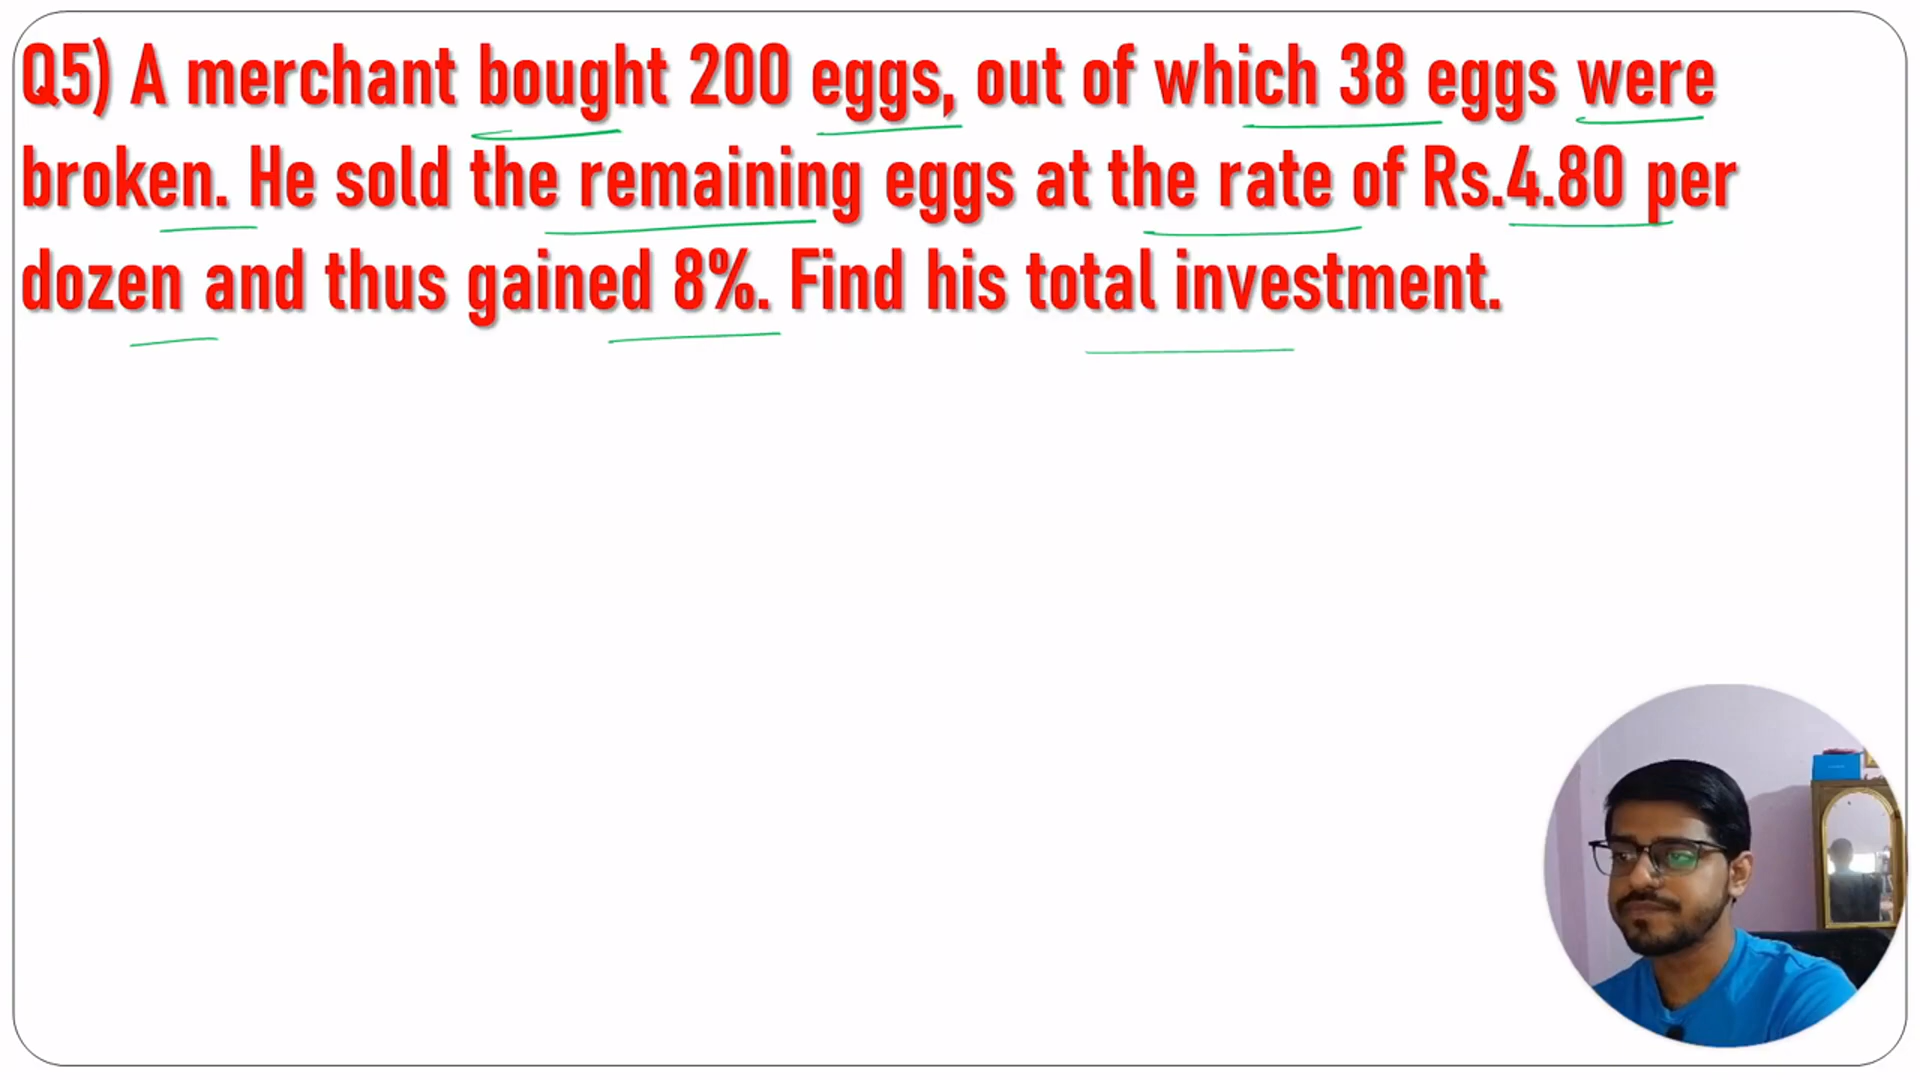 Q5) A merchant bought 200 eggs, out of which 38 eggs were
broken. He sold the remaining eggs at the rate of Rs.4.80 per
dozen and thus gained 8%. Find his total investment.